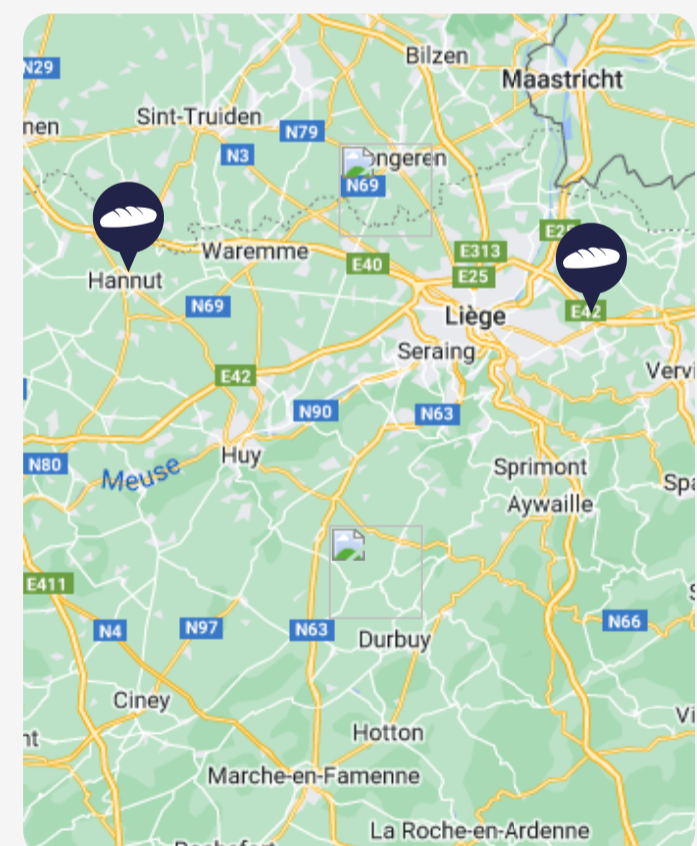 Bilzen
N29
Maastricht
nen
Sint-Truiden
N79
N3
ongeren
N69
E25
Waremme
E313
E40
E25
Hannut
N69
E42
Liège
Seraing
Vervi
E42
N90
N63
Huy
N80
Meuse
Sprimont
Spa
Aywaille
E411
N4
N97
N63
N66
Durbuy
Ciney
Vi
nt
Hotton
Marche-en-Famenne
La Roche-en-Ardenne